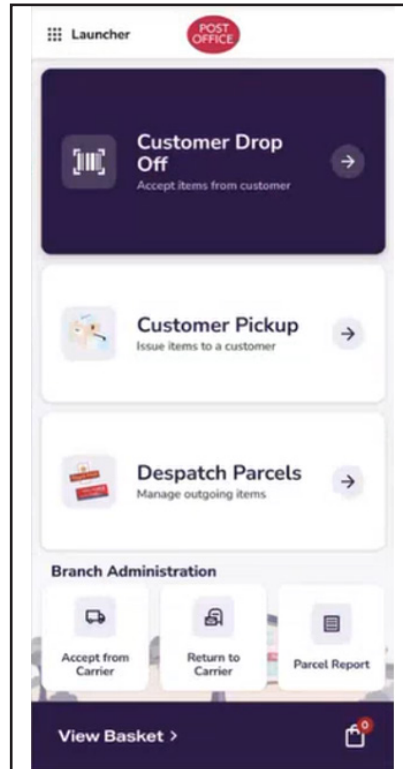 Launcher
POST
OFFICE
Customer Drop
Off
Accept items from customer
Customer Pickup
Issue items to a customer
Despatch Parcels
Manage outgoing items
Branch Administration
Accept from
Carrier
Return to
Carrier
Parcel Report
View Basket >
0